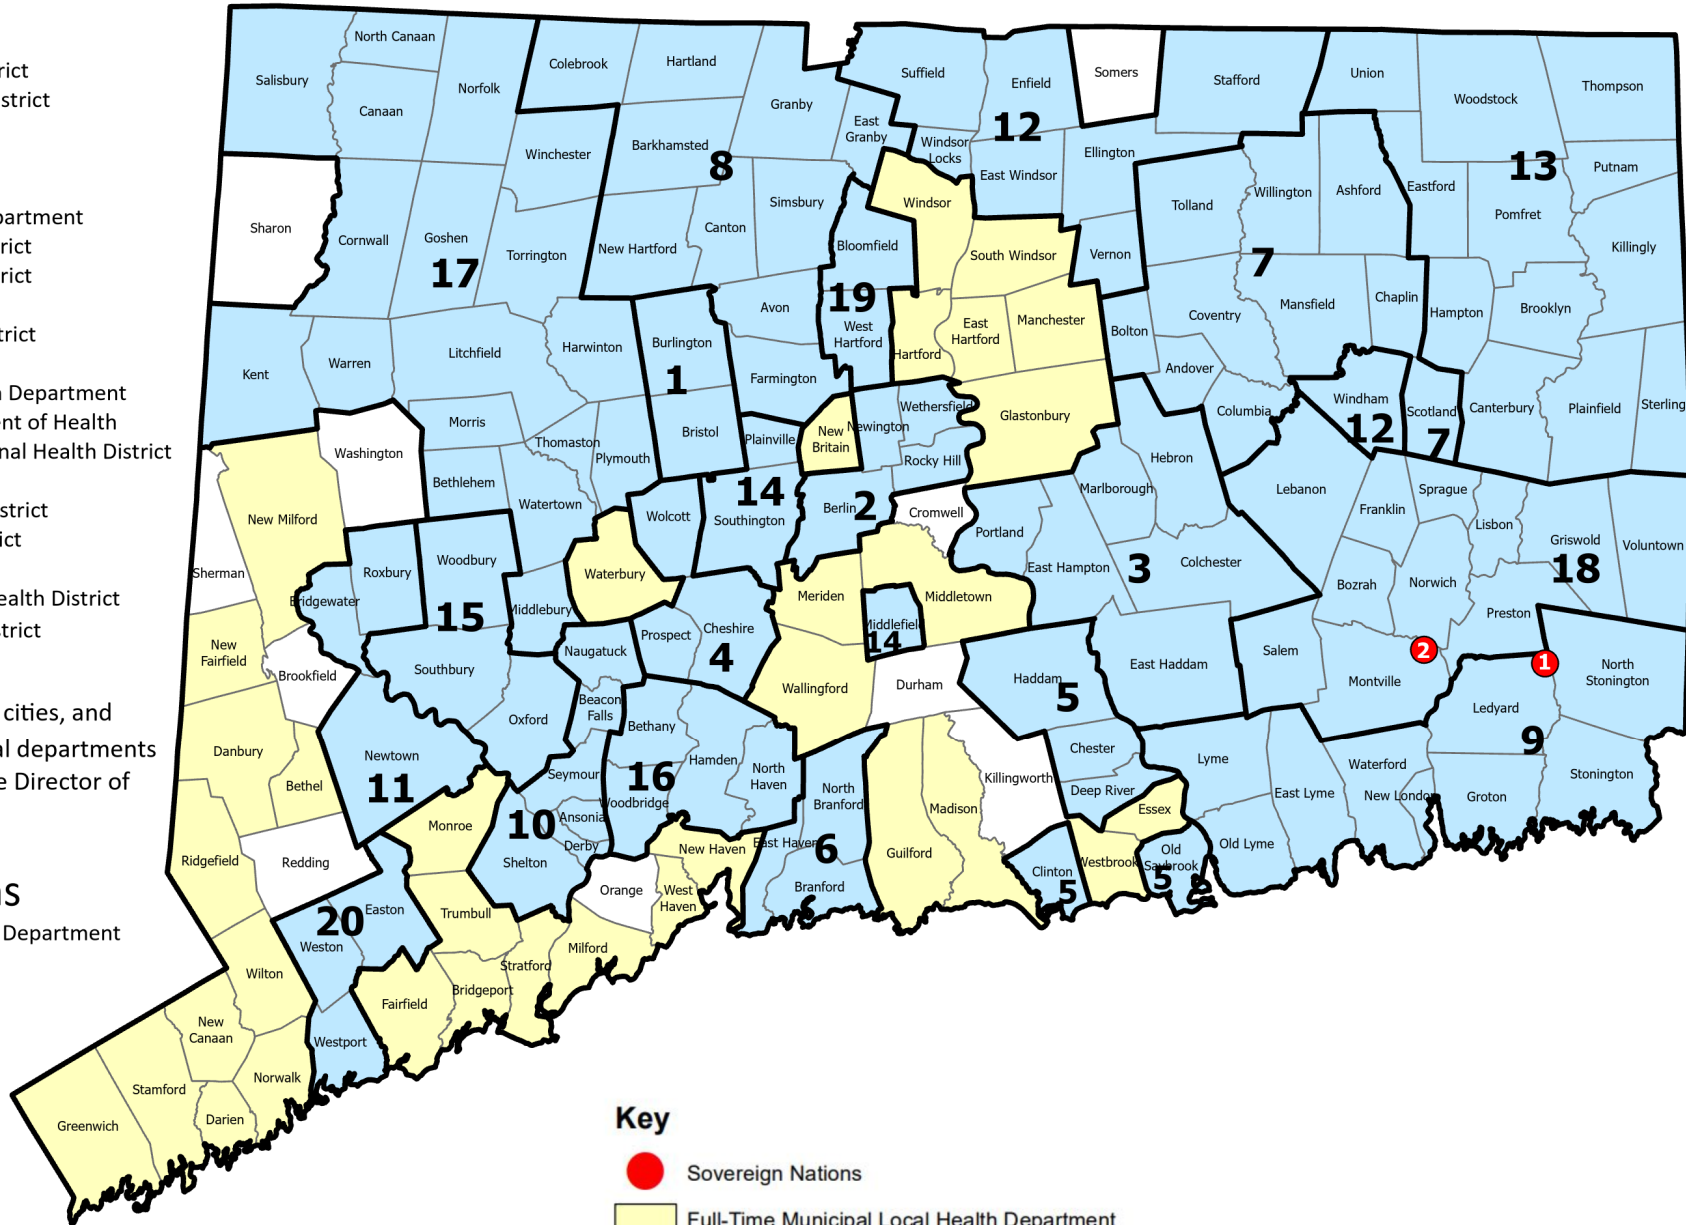 rict
strict
partment
rict
rict
trict
Department
ent of Health
nal Health District
strict
ict
ealth District
strict
cities, and
al departments
e Director of
s
Department
North Canaan
Salisbury
Canaan
Norfolk
Colebrook
Hartland
Granby
East
Granby
Suffield
Enfield
12
Somers
Stafford
Union
Woodstock
Thompson
Winchester
Barkhamsted
8
Windsor
Locks
East Windsor
Ellington
Willington
Ashford
Eastford
13
Putnam
Sharon
Cornwall
Goshen
17
Torrington
New Hartford
Canton
Simsbury
Bloomfield
Windsor
South Windsor
Vernon
Tolland
7
Pomfret
Killingly
Kent
Warren
Litchfield
Harwinton
Burlington
1
Avon
19
West
Hartford
Hartford
East
Hartford
Manchester
Bolton
Coventry
Mansfield
Chaplin
Hampton
Brooklyn
Farmington
Andover
Columbia
Windham
12
Scotland
7
Canterbury
Plainfield
Sterling
Washington
Morris
Thomaston
Plymouth
Bristol
Plainville
New
Britain
Newington
Wethersfield
Rocky Hill
Glastonbury
Hebron
Marlborough
Lebanon
Franklin
Sprague
Lisbon
Griswold
18
Voluntown
New Milford
Bethlehem
Watertown
Wolcott
14
Southington
Berlin
2
Cromwell
Portland
East Hampton
3
Colchester
Bozrah
Norwich
Preston
Sherman
Bridgewater
Roxbury
Woodbury
15
Middlebury
Waterbury
Prospect
Cheshire
4
Meriden
Middletown
Middlefield
14
New
Fairfield
Brookfield
Southbury
Naugatuck
Beacon
Falls
Oxford
Bethany
Wallingford
Durham
Haddam
5
East Haddam
Salem
Montville
2
1
Ledyard
9
North
Stonington
Danbury
Bethel
Newtown
11
Seymour
16
Woodbridge
Hamden
North
Haven
North
Branford
Killingworth
Chester
Deep River
Essex
Lyme
East Lyme
Waterford
New London
Groton
Stonington
Ridgefield
Redding
Monroe
10
Ansonia
Derby
Shelton
New Haven
East Haven
6
Branford
6
Guilford
Madison
Clinton
5
Westbrook
Old
Saybrook
5
Old Lyme
20
Easton
Weston
Trumbull
Orange
West
Haven
Milford
Stratford
Bridgeport
Fairfield
Wilton
Westport
New
Canaan
Norwalk
Stamford
Darien
Greenwich
Key
Sovereign Nations
Full-Time Municipal Local Health Department